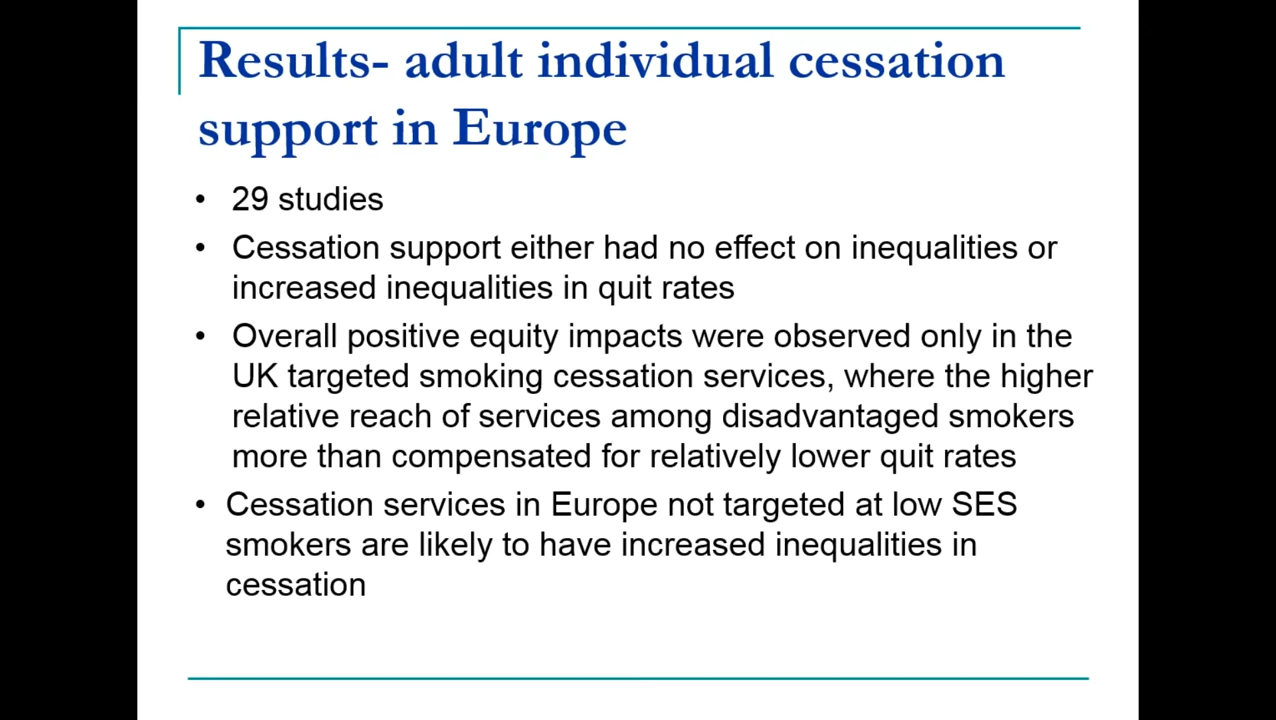 Results- adult individual cessation
support in Europe
• 29 studies
• Cessation support either had no effect on inequalities or
increased inequalities in quit rates
• Overall positive equity impacts were observed only in the
UK targeted smoking cessation services, where the higher
relative reach of services among disadvantaged smokers
more than compensated for relatively lower quit rates
• Cessation services in Europe not targeted at low SES
smokers are likely to have increased inequalities in
cessation